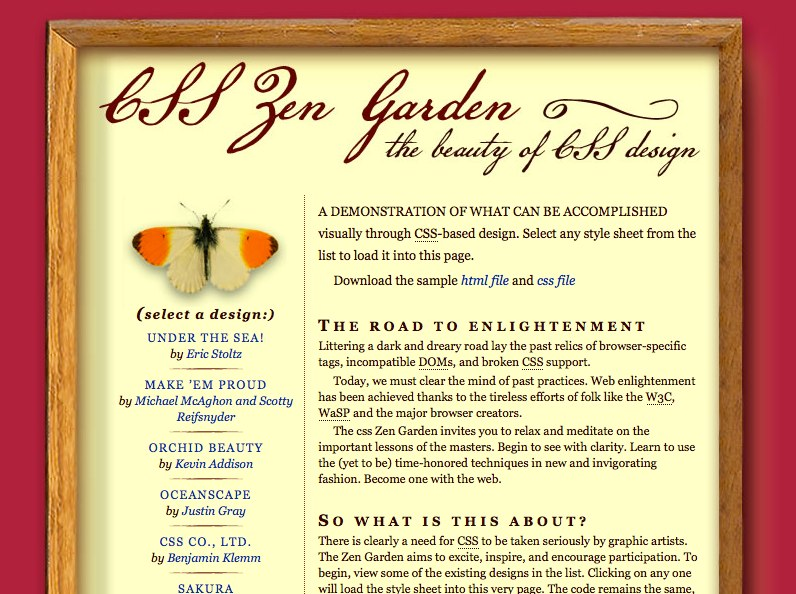 CSS Zen Garden
the beauty of CSS design
(select a design:)
UNDER THE SEA!
by Eric Stoltz
MAKE ’EM PROUD
by Michael McAghon and Scotty
Reifsnyder
ORCHID BEAUTY
by Kevin Addison
OCEANSCAPE
by Justin Gray
CSS CO., LTD.
by Benjamin Klemm
SAKURA
A DEMONSTRATION OF WHAT CAN BE ACCOMPLISHED
visually through CSS-based design. Select any style sheet from the
list to load it into this page.
Download the sample html file and css file
THE ROAD TO ENLIGHTENMENT
Littering a dark and dreary road lay the past relics of browser-specific
tags, incompatible DOMs, and broken CSS support.
Today, we must clear the mind of past practices. Web enlightenment
has been achieved thanks to the tireless efforts of folk like the W3C,
WaSP and the major browser creators.
The css Zen Garden invites you to relax and meditate on the
important lessons of the masters. Begin to see with clarity. Learn to use
the (yet to be) time-honored techniques in new and invigorating
fashion. Become one with the web.
SO WHAT IS THIS ABOUT?
There is clearly a need for CSS to be taken seriously by graphic artists.
The Zen Garden aims to excite, inspire, and encourage participation. To
begin, view some of the existing designs in the list. Clicking on any one
will load the style sheet into this very page. The code remains the same,